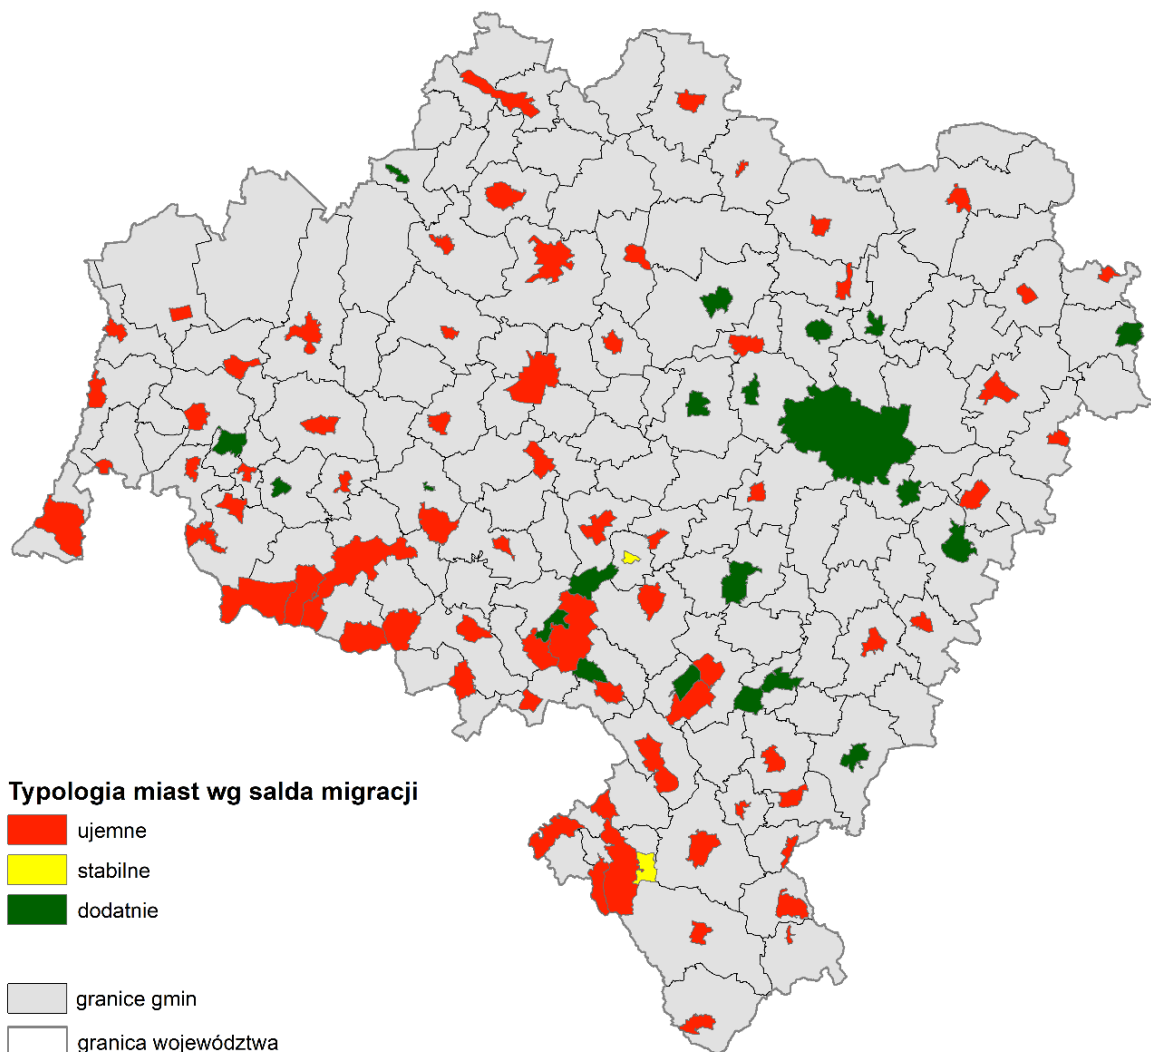 Typologia miast wg salda migracji
ujemne
stabilne
dodatnie
granice gmin
granica województwa